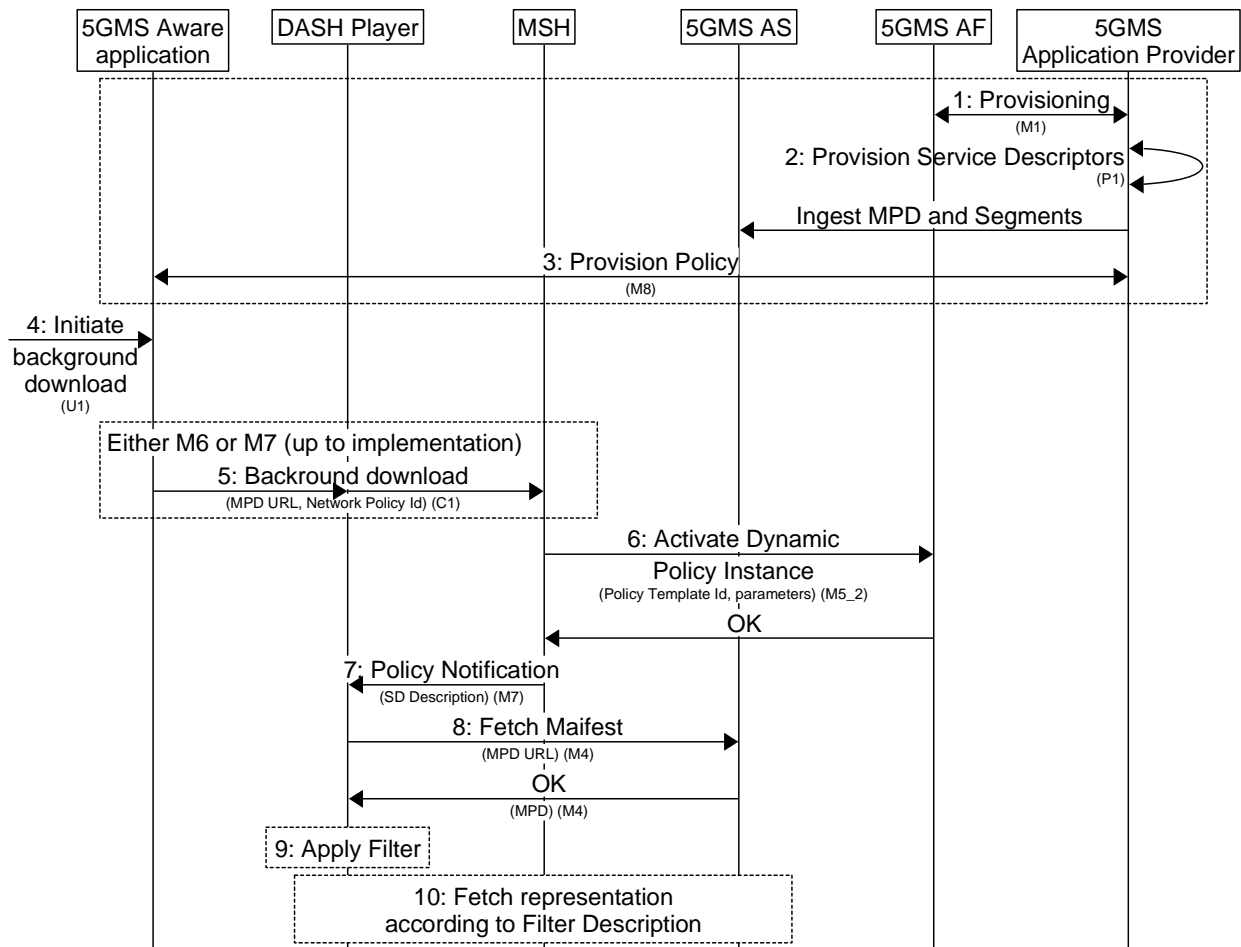 5GMS Aware
application
DASH Player
MSH
5GMS AS
5GMS AF
5GMS
Application Provider
1: Provisioning
(M1)
2: Provision Service Descriptors
(P1)
Ingest MPD and Segments
3: Provision Policy
(M8)
4: Initiate
background
download
(U1)
Either M6 or M7 (up to implementation)
5: Backround download
(MPD URL, Network Policy Id) (C1)
6: Activate Dynamic
Policy Instance
(Policy Template Id, parameters) (M5_2)
OK
7: Policy Notification
(SD Description) (M7)
8: Fetch Maifest
(MPD URL) (M4)
OK
(MPD) (M4)
9: Apply Filter
10: Fetch representation
according to Filter Description